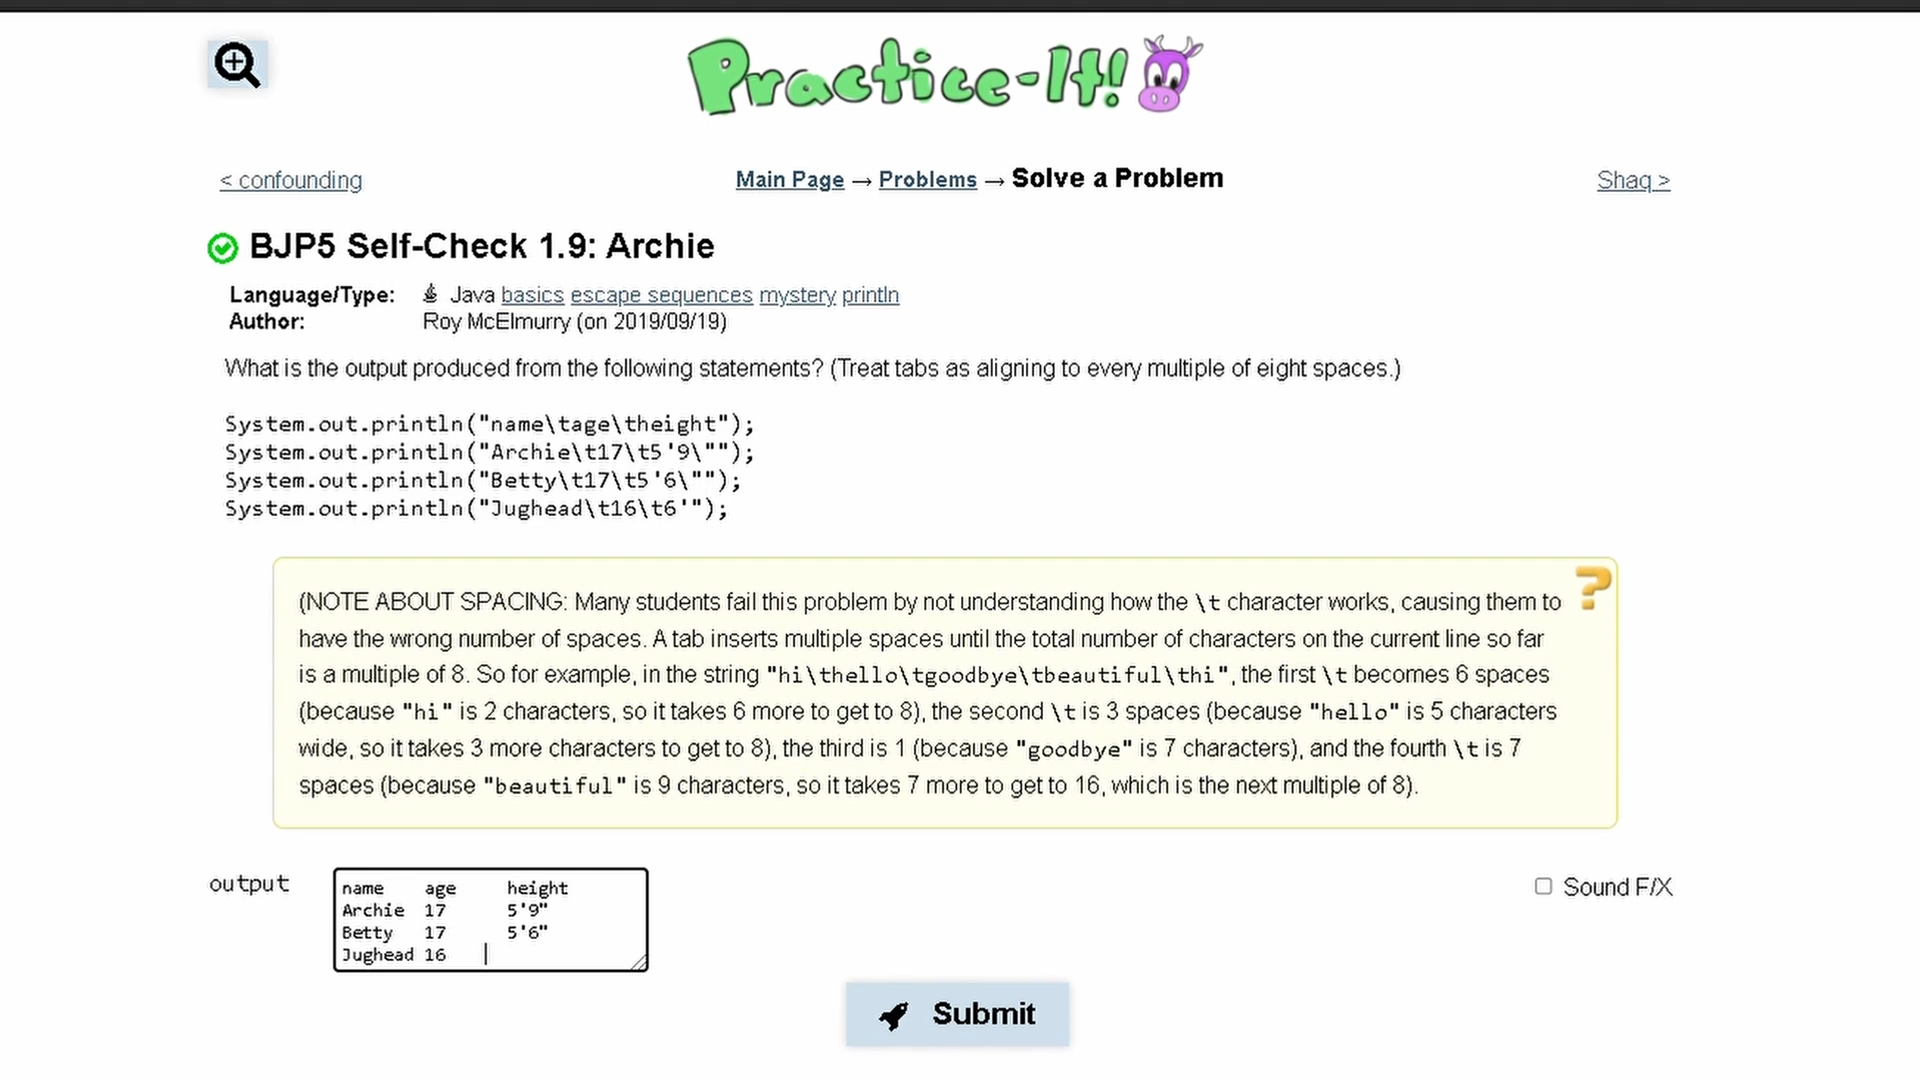 Practice-It!
< confounding
Main Page → Problems → Solve a Problem
Shaq >
BJP5 Self-Check 1.9: Archie
Language/Type: Java basics escape sequences mystery println
Author: Roy McElmurry (on 2019/09/19)
What is the output produced from the following statements? (Treat tabs as aligning to every multiple of eight spaces.)
System.out.println("name\tage\theight");
System.out.println("Archie\t17\t5'9\"");
System.out.println("Betty\t17\t5'6\"");
System.out.println("Jughead\t16\t6'");
?
(NOTE ABOUT SPACING: Many students fail this problem by not understanding how the \t character works, causing them to
have the wrong number of spaces. A tab inserts multiple spaces until the total number of characters on the current line so far
is a multiple of 8. So for example, in the string "hi\thello\tgoodbye\tbeautiful\thi", the first \t becomes 6 spaces
(because "hi" is 2 characters, so it takes 6 more to get to 8), the second \t is 3 spaces (because "hello" is 5 characters
wide, so it takes 3 more characters to get to 8), the third is 1 (because "goodbye" is 7 characters), and the fourth \t is 7
spaces (because "beautiful" is 9 characters, so it takes 7 more to get to 16, which is the next multiple of 8).
output
name    age     height
Archie  17      5'9"
Betty   17      5'6"
Jughead 16
Sound F/X
Submit